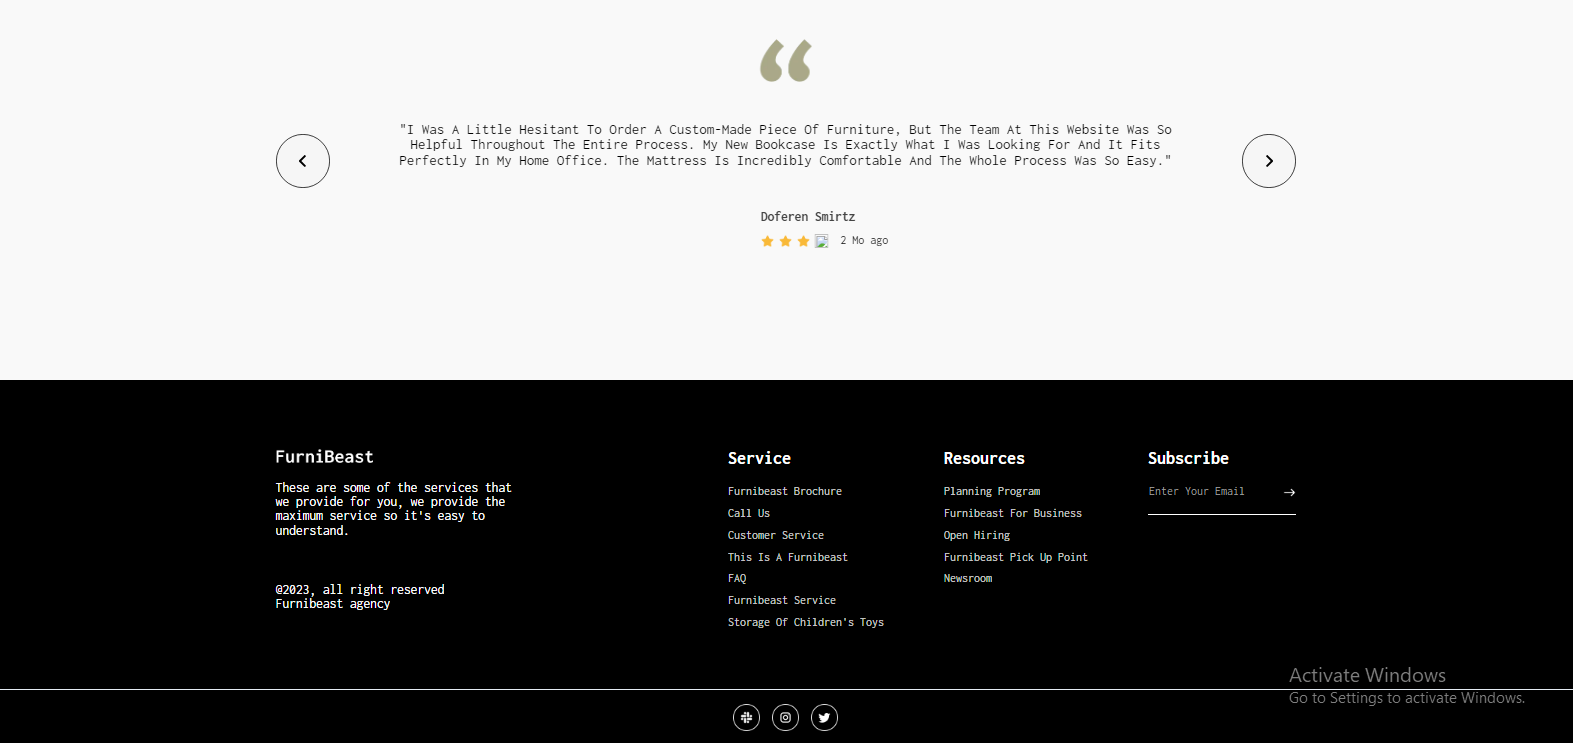 "I Was A Little Hesitant To Order A Custom-Made Piece Of Furniture, But The Team At This Website Was So
Helpful Throughout The Entire Process. My New Bookcase Is Exactly What I Was Looking For And It Fits
Perfectly In My Home Office. The Mattress Is Incredibly Comfortable And The Whole Process Was So Easy."
Doferen Smirtz
2 Mo ago
FurniBeast
These are some of the services that
we provide for you, we provide the
maximum service so it's easy to
understand.
@2023, all right reserved
Furnibeast agency
Service
Furnibeast Brochure
Call Us
Customer Service
This Is A Furnibeast
FAQ
Furnibeast Service
Storage Of Children's Toys
Resources
Planning Program
Furnibeast For Business
Open Hiring
Furnibeast Pick Up Point
Newsroom
Subscribe
Enter Your Email
Activate Windows
Go to Settings to activate Windows.